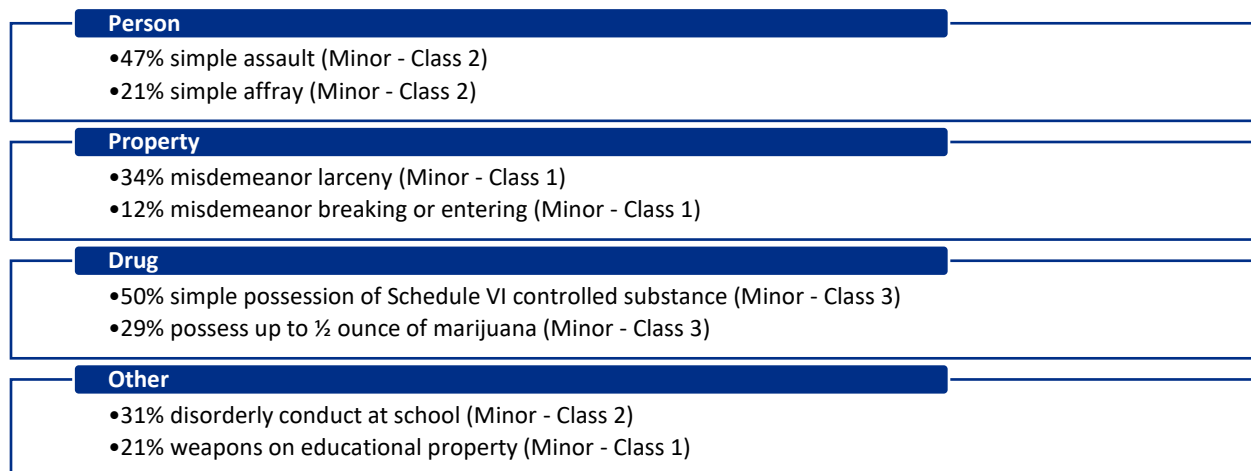 Person
•47% simple assault (Minor - Class 2)
•21% simple affray (Minor - Class 2)
Property
•34% misdemeanor larceny (Minor - Class 1)
•12% misdemeanor breaking or entering (Minor - Class 1)
Drug
•50% simple possession of Schedule VI controlled substance (Minor - Class 3)
•29% possess up to ½ ounce of marijuana (Minor - Class 3)
Other
•31% disorderly conduct at school (Minor - Class 2)
•21% weapons on educational property (Minor - Class 1)